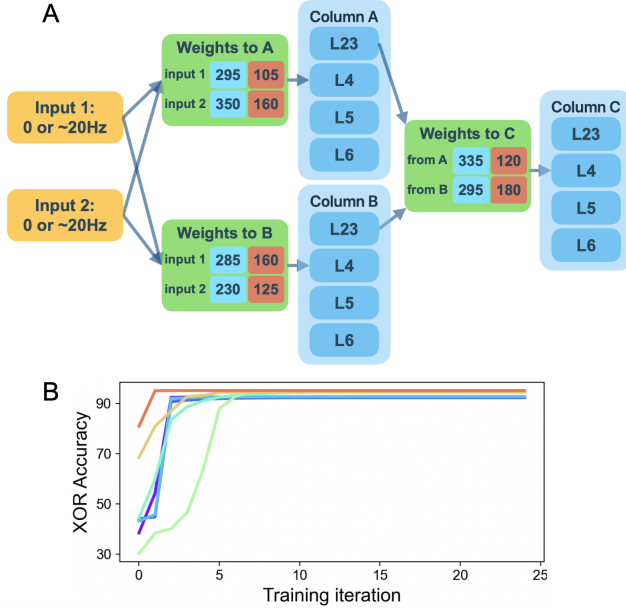 A
Input 1:
0 or ~20Hz
Input 2:
0 or ~20Hz
Weights to A
input 1 295 105
input 2 350 160
Weights to B
input 1 285 160
input 2 230 125
Column A
L23
L4
L5
L6
Column B
L23
L4
L5
L6
Weights to C
from A 335 120
from B 295 180
Column C
L23
L4
L5
L6
B
XOR Accuracy
90
70
50
30
0 5 10 15 20 25
Training iteration